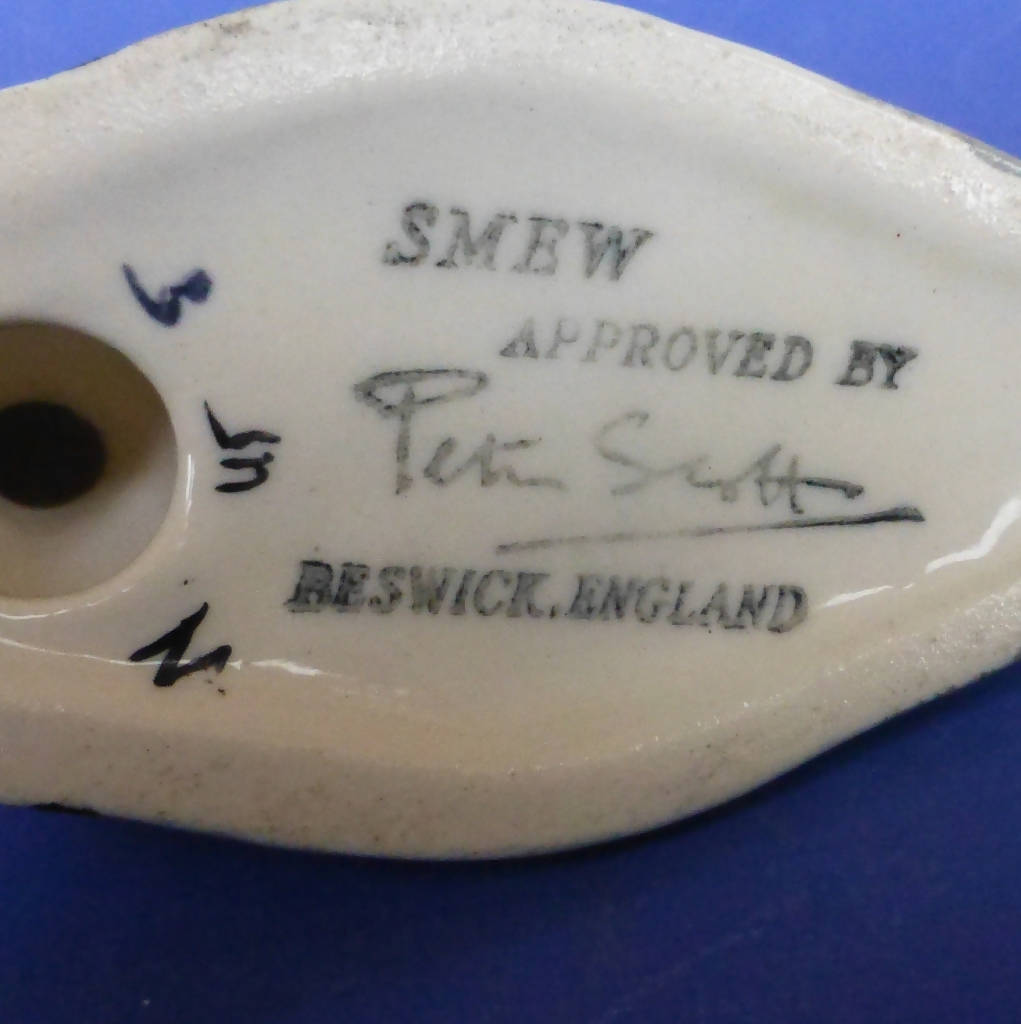 SMEW
APPROVED BY
Peter Scott
BESWICK, ENGLAND